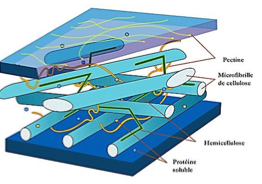 Pectine
Microfibrille
de cellulose
Hemicellulose
Protéine
soluble